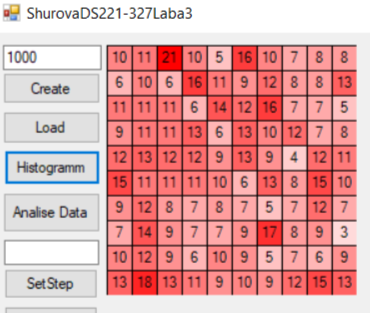 ShurovaDS221-327Laba3
1000
Create
Load
Histogramm
Analise Data
SetStep
10 11 21 10 5 16 10 7 8 8
6 10 6 16 11 9 12 8 8 13
11 11 11 6 14 12 16 7 7 5
9 11 11 13 6 13 10 12 7 8
12 13 12 12 9 13 9 4 12 11
15 11 11 11 10 6 13 8 15 10
9 12 8 7 8 7 5 7 12 7
7 14 9 7 7 9 17 8 9 3
10 12 9 6 10 9 5 7 6 9
13 18 13 11 9 10 9 12 15 13